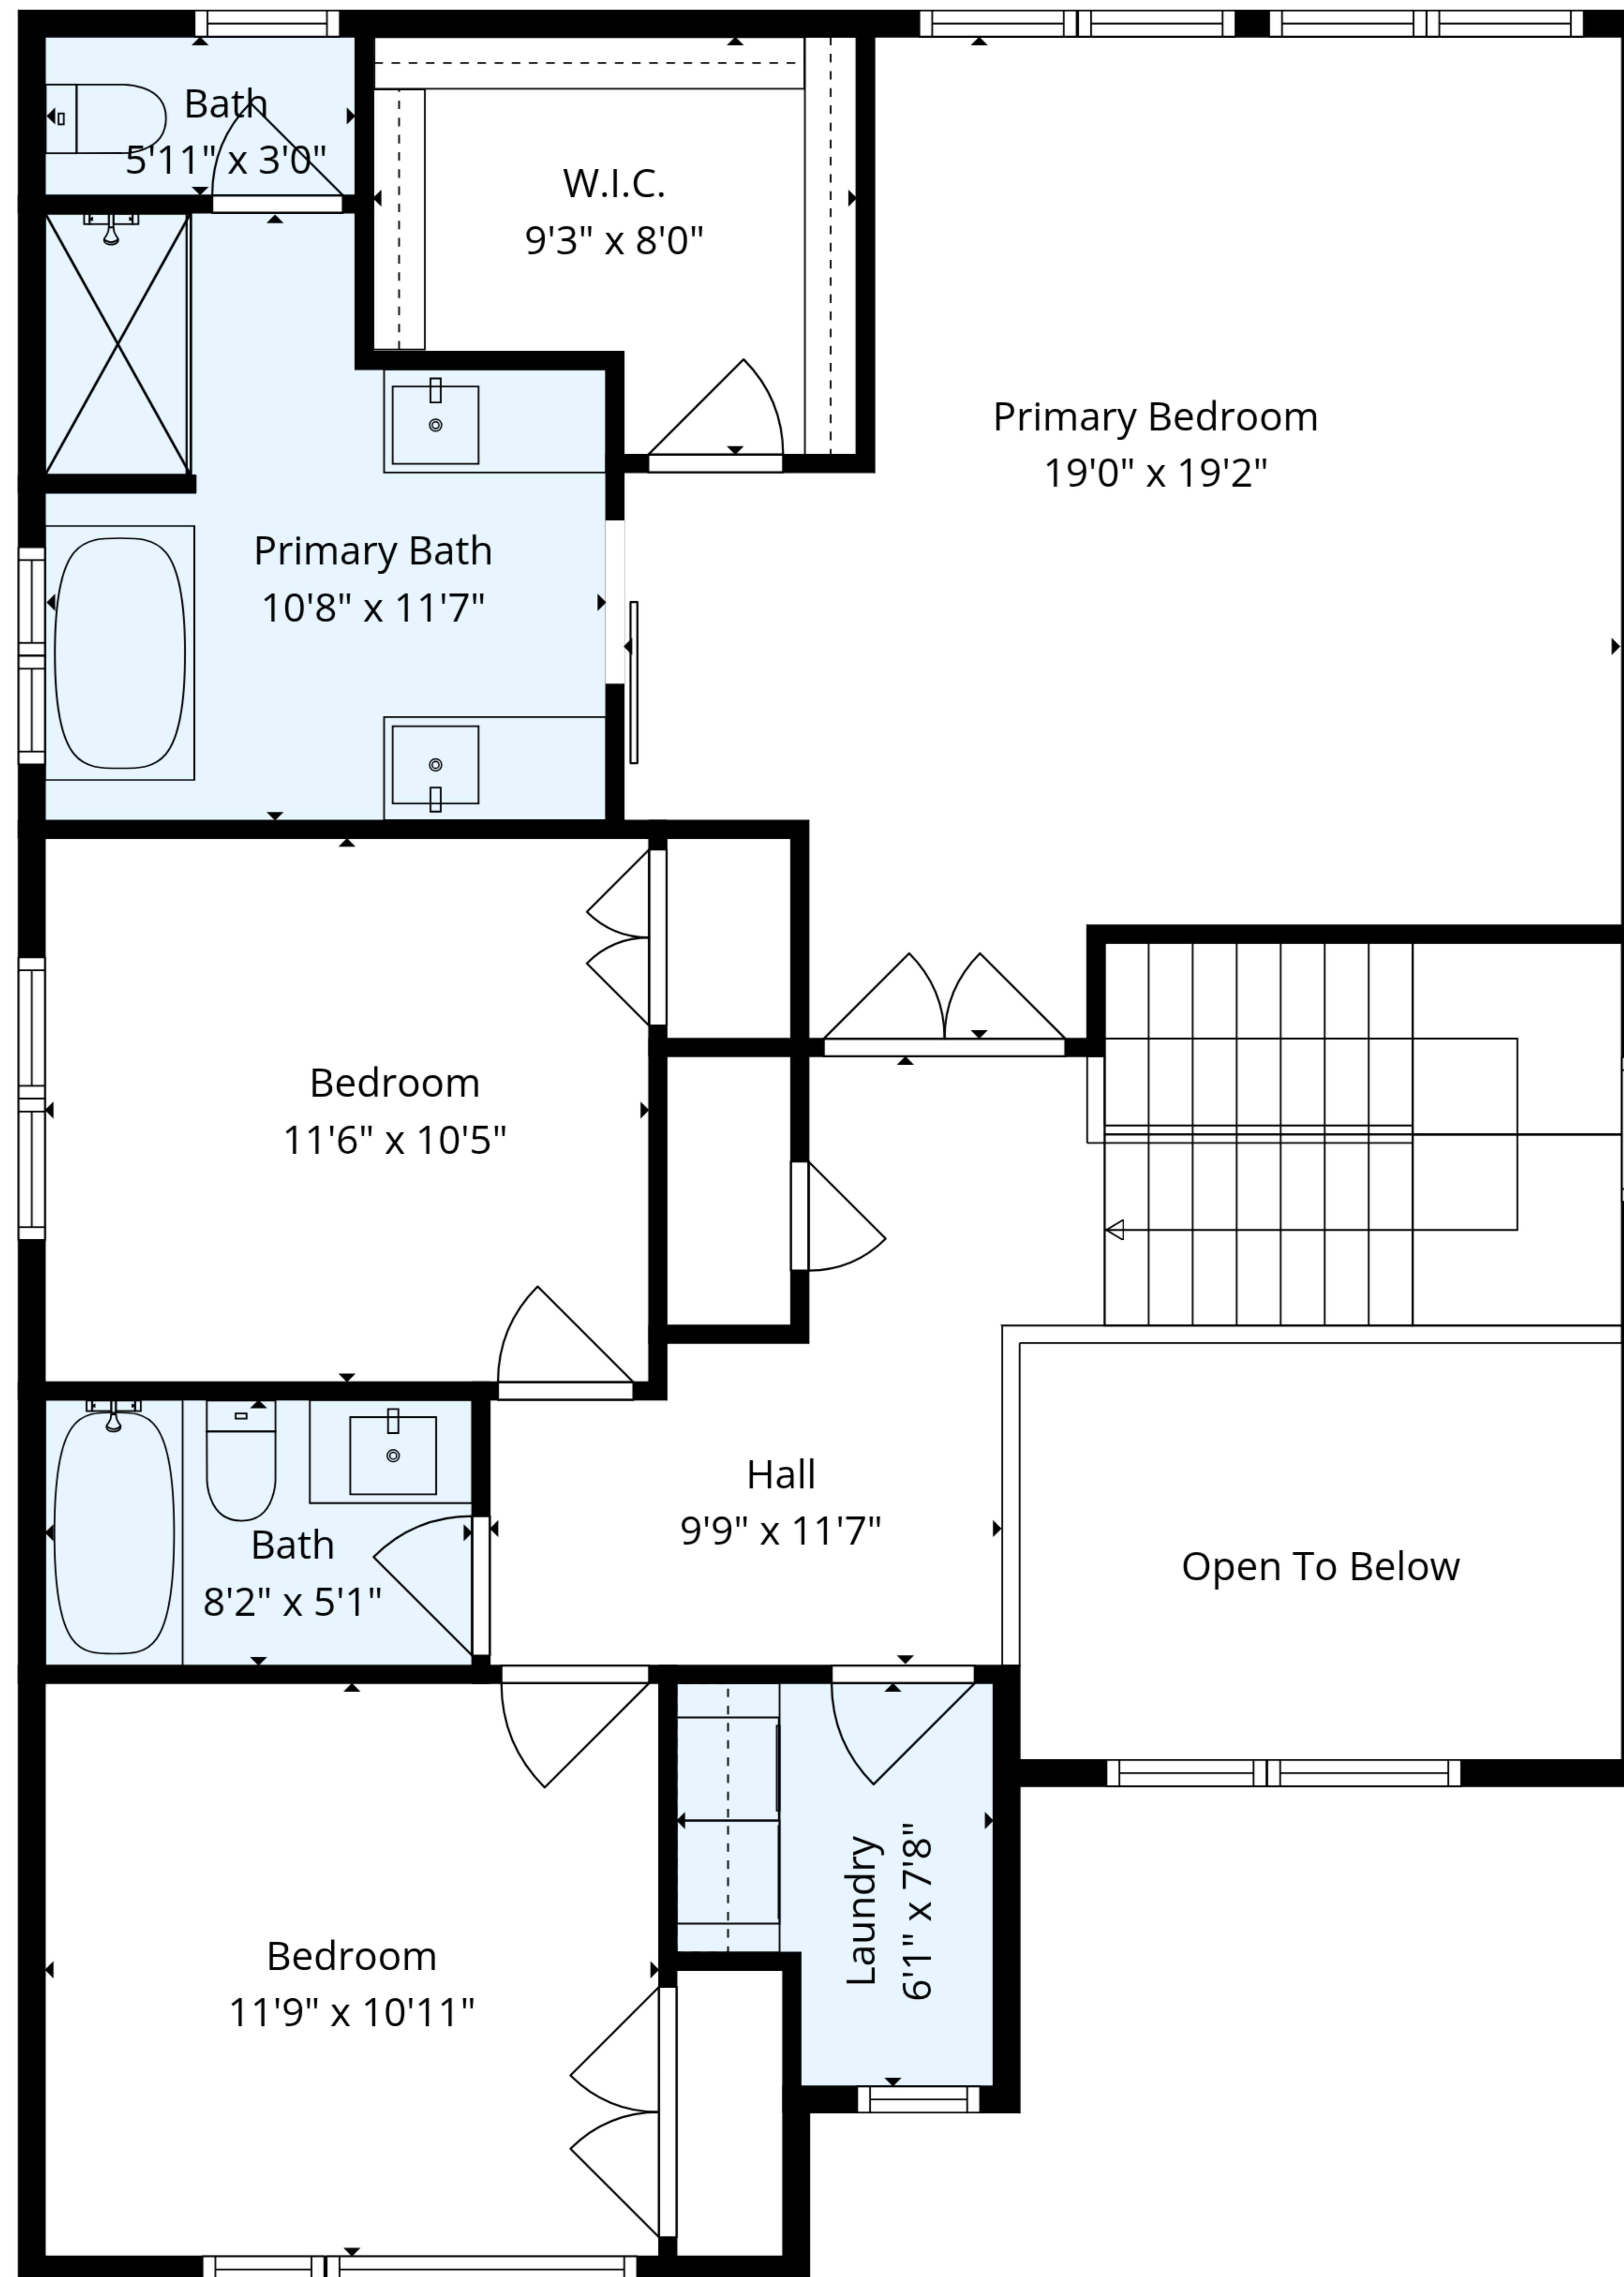 Bath
5'11" x 3'0"
W.I.C.
9'3" x 8'0"
Primary Bedroom
19'0" x 19'2"
Primary Bath
10'8" x 11'7"
Bedroom
11'6" x 10'5"
Hall
9'9" x 11'7"
Bath
8'2" x 5'1"
Open To Below
Laundry
6'1" x 7'8"
Bedroom
11'9" x 10'11"